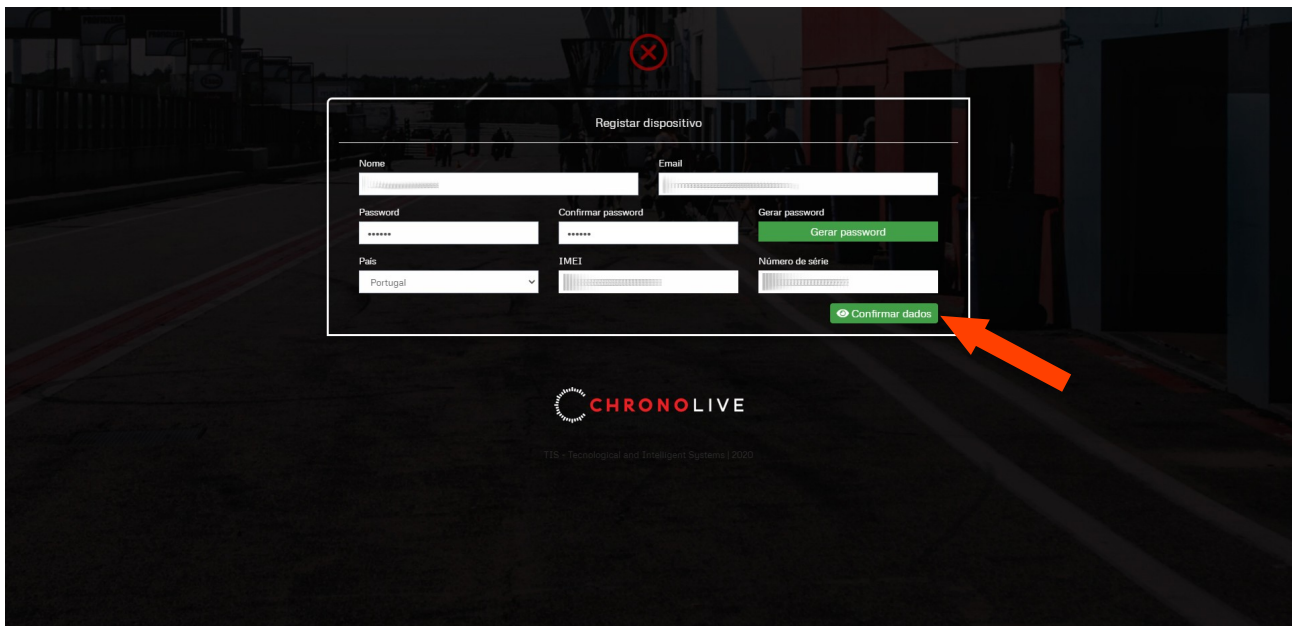 Registar dispositivo
Nome Email
Password Confirmar password Gerar password
•••••• •••••• Gerar password
País IMEI Número de série
Portugal
Confirmar dados
CHRONOLIVE
TIS - Tecnological and Intelligent Systems | 2020